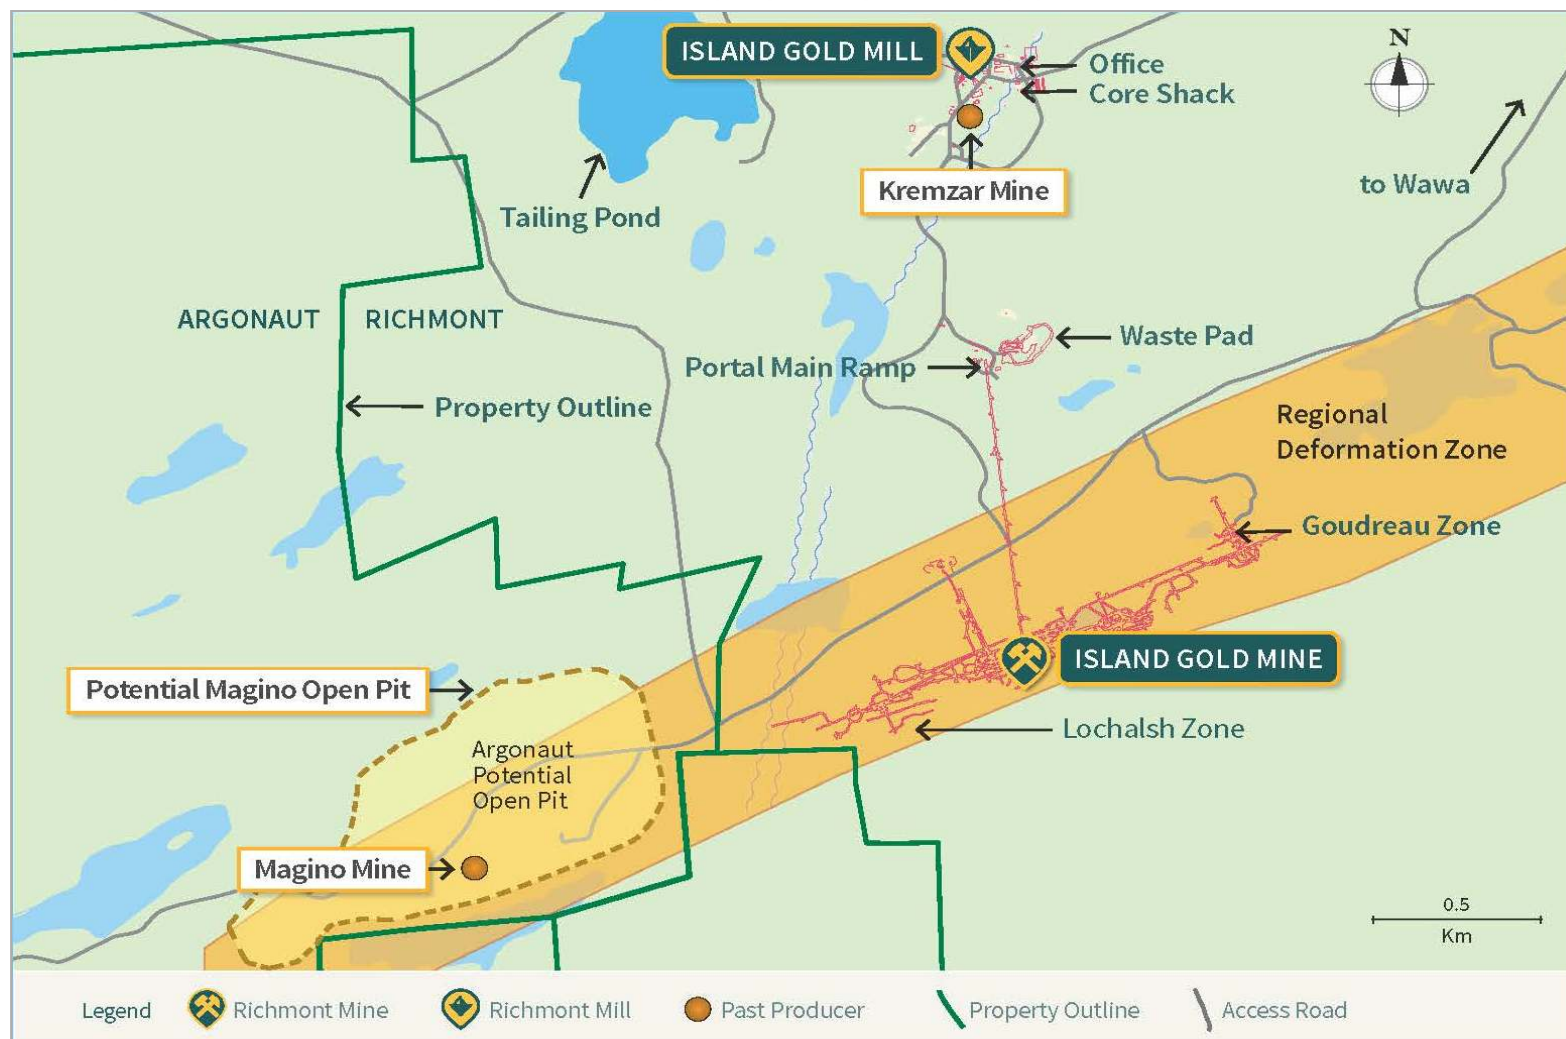 ISLAND GOLD MILL
Office
Core Shack
N
to Wawa
Kremzar Mine
Tailing Pond
ARGONAUT
RICHMONT
Waste Pad
Portal Main Ramp
Property Outline
Regional
Deformation Zone
Goudreau Zone
ISLAND GOLD MINE
Potential Magino Open Pit
Lochalsh Zone
Argonaut
Potential
Open Pit
Magino Mine
0.5
Km
Legend
Richmont Mine
Richmont Mill
Past Producer
Property Outline
Access Road